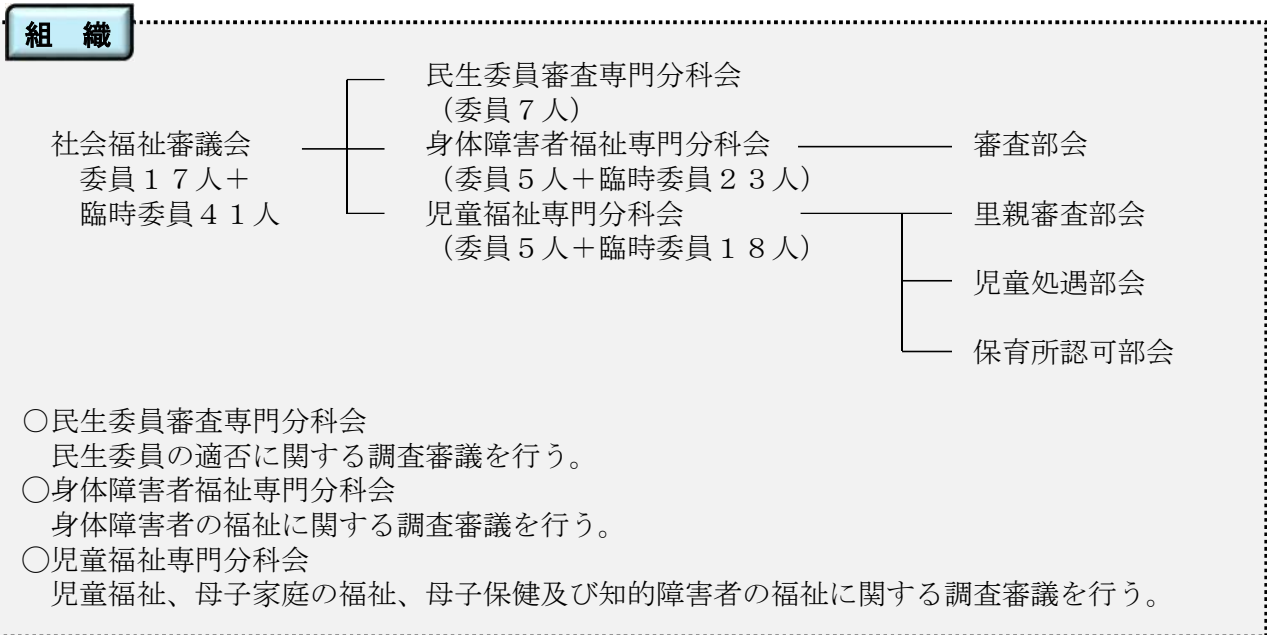 組　織
民生委員審査専門分科会
（委員７人）
社会福祉審議会
委員１７人＋
臨時委員４１人
身体障害者福祉専門分科会
（委員５人＋臨時委員２３人）
審査部会
児童福祉専門分科会
（委員５人＋臨時委員１８人）
里親審査部会
児童処遇部会
保育所認可部会
○民生委員審査専門分科会
民生委員の適否に関する調査審議を行う。
○身体障害者福祉専門分科会
身体障害者の福祉に関する調査審議を行う。
○児童福祉専門分科会
児童福祉、母子家庭の福祉、母子保健及び知的障害者の福祉に関する調査審議を行う。